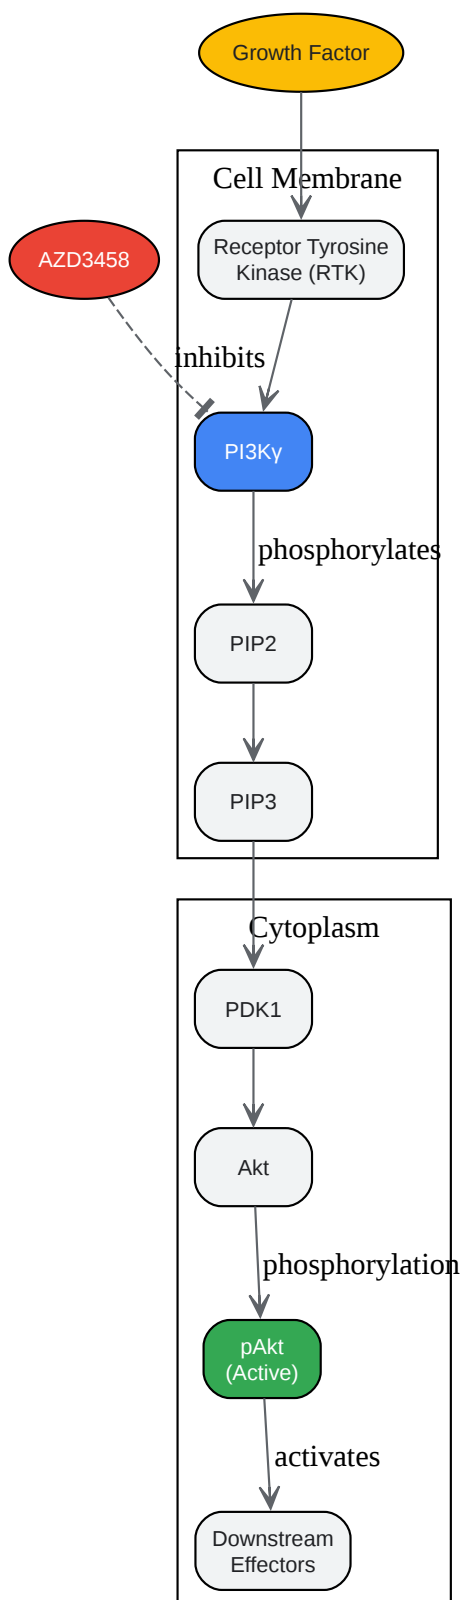 Growth Factor
Cell Membrane
Receptor Tyrosine
Kinase (RTK)
AZD3458
inhibits
PI3Kγ
phosphorylates
PIP2
PIP3
Cytoplasm
PDK1
Akt
phosphorylation
pAkt
(Active)
activates
Downstream
Effectors